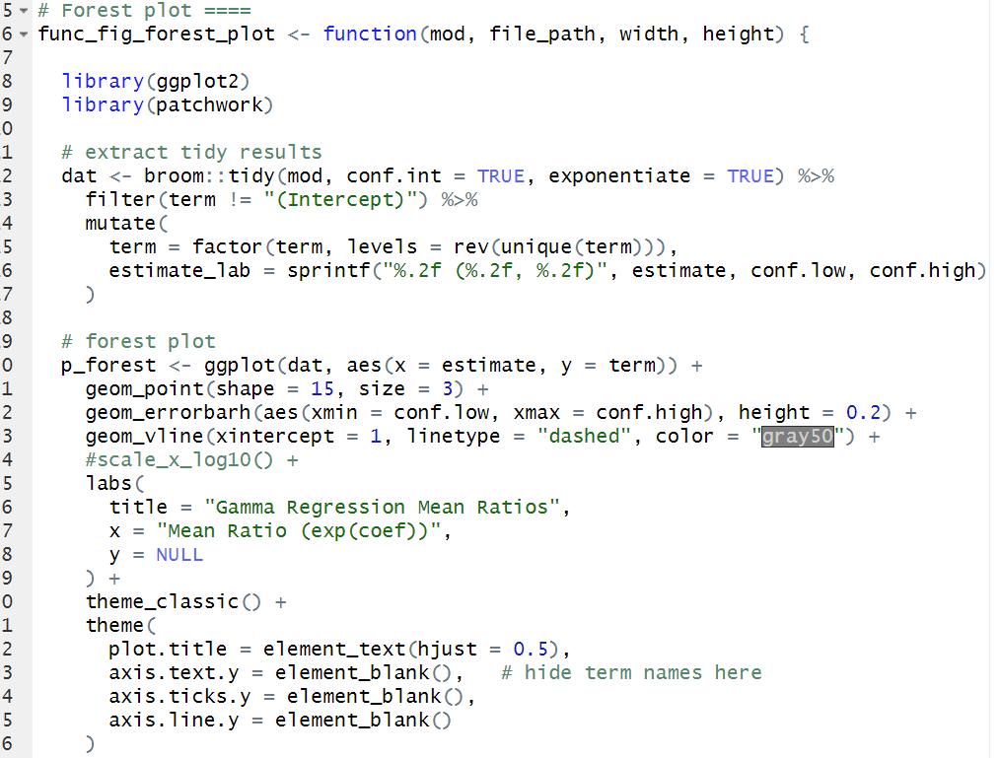 5 # Forest plot ====
6 func_fig_forest_plot <- function(mod, file_path, width, height) {
7
8   library(ggplot2)
9   library(patchwork)
0
1   # extract tidy results
2   dat <- broom::tidy(mod, conf.int = TRUE, exponentiate = TRUE) %>%
3     filter(term != "(Intercept)") %>%
4     mutate(
5       term = factor(term, levels = rev(unique(term))),
6       estimate_lab = sprintf("%.2f (%.2f, %.2f)", estimate, conf.low, conf.high)
7     )
8
9   # forest plot
0   p_forest <- ggplot(dat, aes(x = estimate, y = term)) +
1     geom_point(shape = 15, size = 3) +
2     geom_errorbarh(aes(xmin = conf.low, xmax = conf.high), height = 0.2) +
3     geom_vline(xintercept = 1, linetype = "dashed", color = "gray50") +
4     #scale_x_log10() +
5     labs(
6       title = "Gamma Regression Mean Ratios",
7       x = "Mean Ratio (exp(coef))",
8       y = NULL
9     ) +
0     theme_classic() +
1     theme(
2       plot.title = element_text(hjust = 0.5),
3       axis.text.y = element_blank(),   # hide term names here
4       axis.ticks.y = element_blank(),
5       axis.line.y = element_blank()
6     )